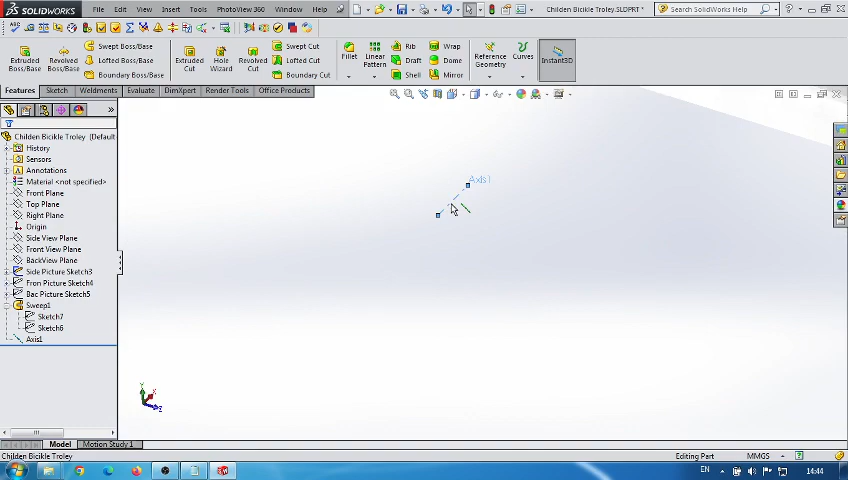 SOLIDWORKS
File Edit View Insert Tools PhotoView 360 Window Help
Childen Bicikle Troley.SLDPRT *
Search SolidWorks Help
Extruded Boss/Base
Revolved Boss/Base
Swept Boss/Base
Lofted Boss/Base
Boundary Boss/Base
Extruded Cut
Hole Wizard
Revolved Cut
Swept Cut
Lofted Cut
Boundary Cut
Fillet
Linear Pattern
Rib
Draft
Shell
Wrap
Dome
Mirror
Reference Geometry
Curves
Instant3D
Features Sketch Weldments Evaluate DimXpert Render Tools Office Products
Childen Bicikle Troley (Default
History
Sensors
Annotations
Material <not specified>
Front Plane
Top Plane
Right Plane
Origin
Side View Plane
Front View Plane
BackView Plane
Side Picture Sketch3
Fron Picture Sketch4
Bac Picture Sketch5
Sweep1
Sketch7
Sketch6
Axis1
Axis1
Y
X
Z
Model Motion Study 1
Childen Bicikle Troley
Editing Part MMGS
EN 14:44